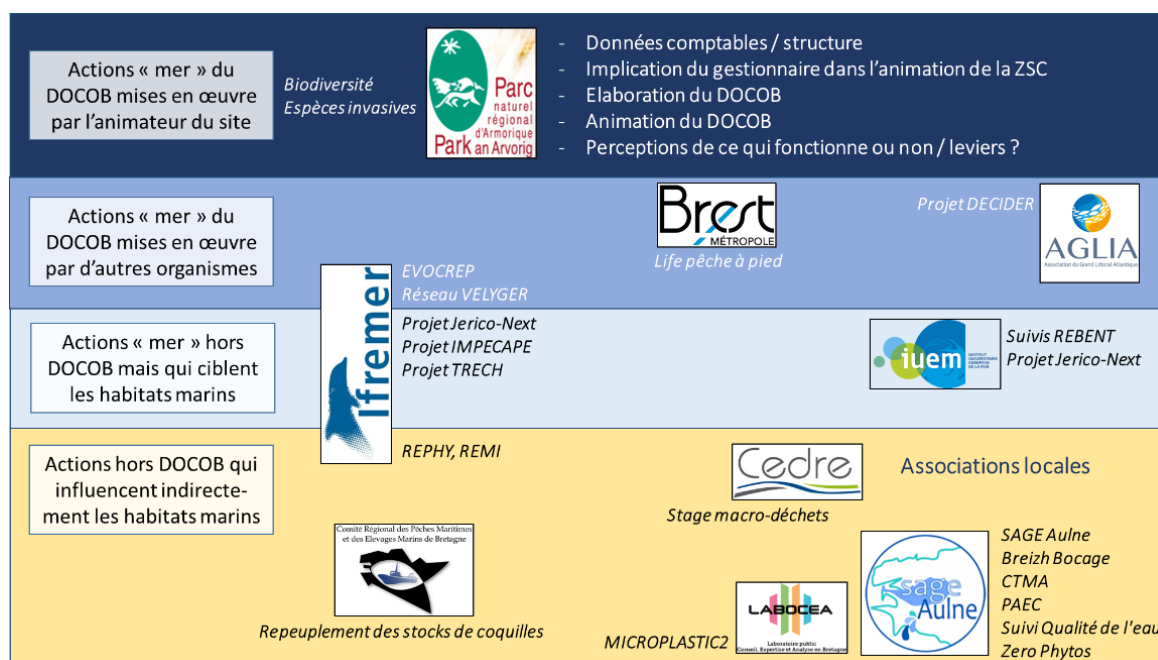 Actions « mer » du
DOCOB mises en œuvre
par l’animateur du site
Biodiversité
Espèces invasives
Parc
naturel
régional
d'Armorique
Park an Arvorig
- Données comptables / structure
- Implication du gestionnaire dans l’animation de la ZSC
- Elaboration du DOCOB
- Animation du DOCOB
- Perceptions de ce qui fonctionne ou non / leviers ?
Actions « mer » du
DOCOB mises en œuvre
par d’autres organismes
Brest
MÉTROPOLE
Life pêche à pied
Projet DECIDER
AGLIA
Association du Grand Littoral Atlantique
Ifremer
EVOCREP
Réseau VELYGER
Actions « mer » hors
DOCOB mais qui ciblent
les habitats marins
Projet Jerico-Next
Projet IMPECAPE
Projet TRECH
iuem
INSTITUT
UNIVERSITAIRE
EUROPÉEN
DE LA MER
Suivis REBENT
Projet Jerico-Next
Actions hors DOCOB qui
influencent indirecte-
ment les habitats marins
REPHY, REMI
Cedre
Stage macro-déchets
Associations locales
Comité Régional des Pêches Maritimes
et des Elevages Marins de Bretagne
Repeuplement des stocks de coquilles
MICROPLASTIC2
LABOCEA
Laboratoire public
Conseil, Expertise et Analyse en Bretagne
sage
Aulne
SAGE Aulne
Breizh Bocage
CTMA
PAEC
Suivi Qualité de l'eau
Zero Phytos